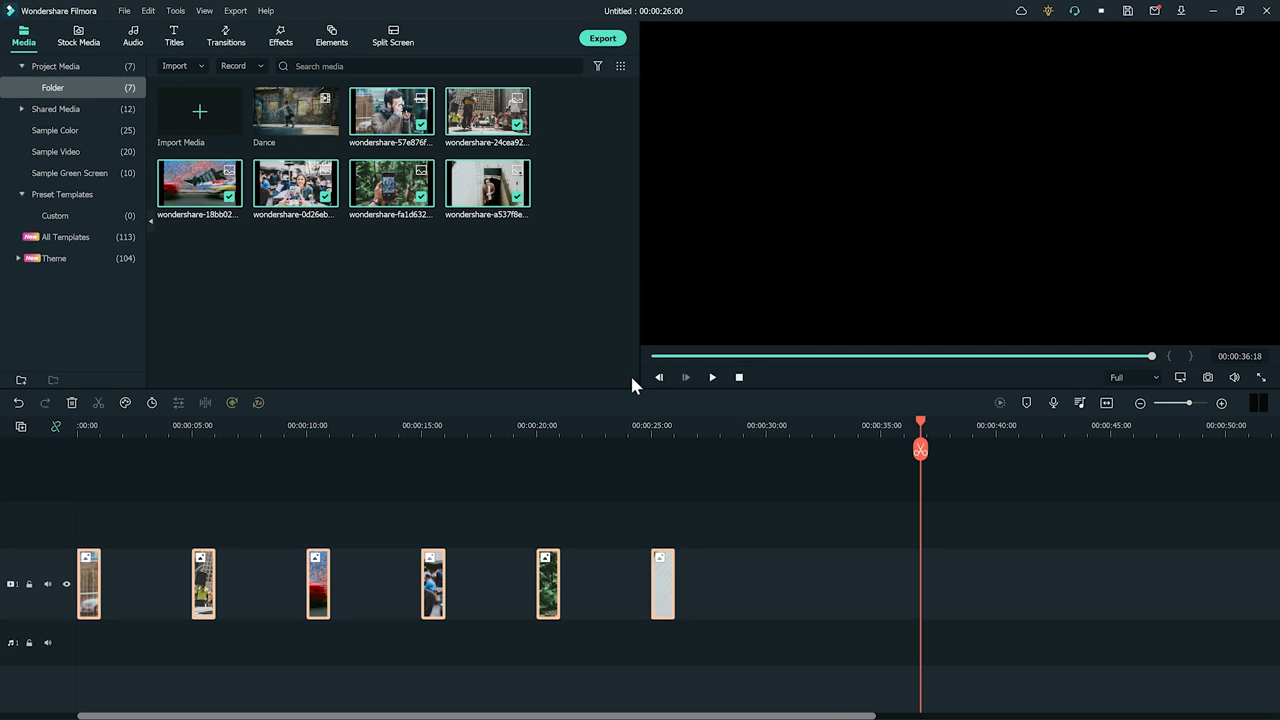 Wondershare Filmora File Edit Tools View Export Help Untitled : 00:00:26:00
Media Stock Media Audio Titles Transitions Effects Elements Split Screen Export
Project Media (7)
Folder (7)
Shared Media (12)
Sample Color (25)
Sample Video (20)
Sample Green Screen (10)
Preset Templates
Custom (0)
New All Templates (113)
New Theme (104)
Import Record Search media
Import Media Dance wondershare-57e876f... wondershare-24cea92...
wondershare-18bb02... wondershare-0d26eb... wondershare-fa1d632... wondershare-a537f8e...
{ } 00:00:36:18
Full
:00:00 00:00:05:00 00:00:10:00 00:00:15:00 00:00:20:00 00:00:25:00 00:00:30:00 00:00:35:00 00:00:40:00 00:00:45:00 00:00:50:00
1
1